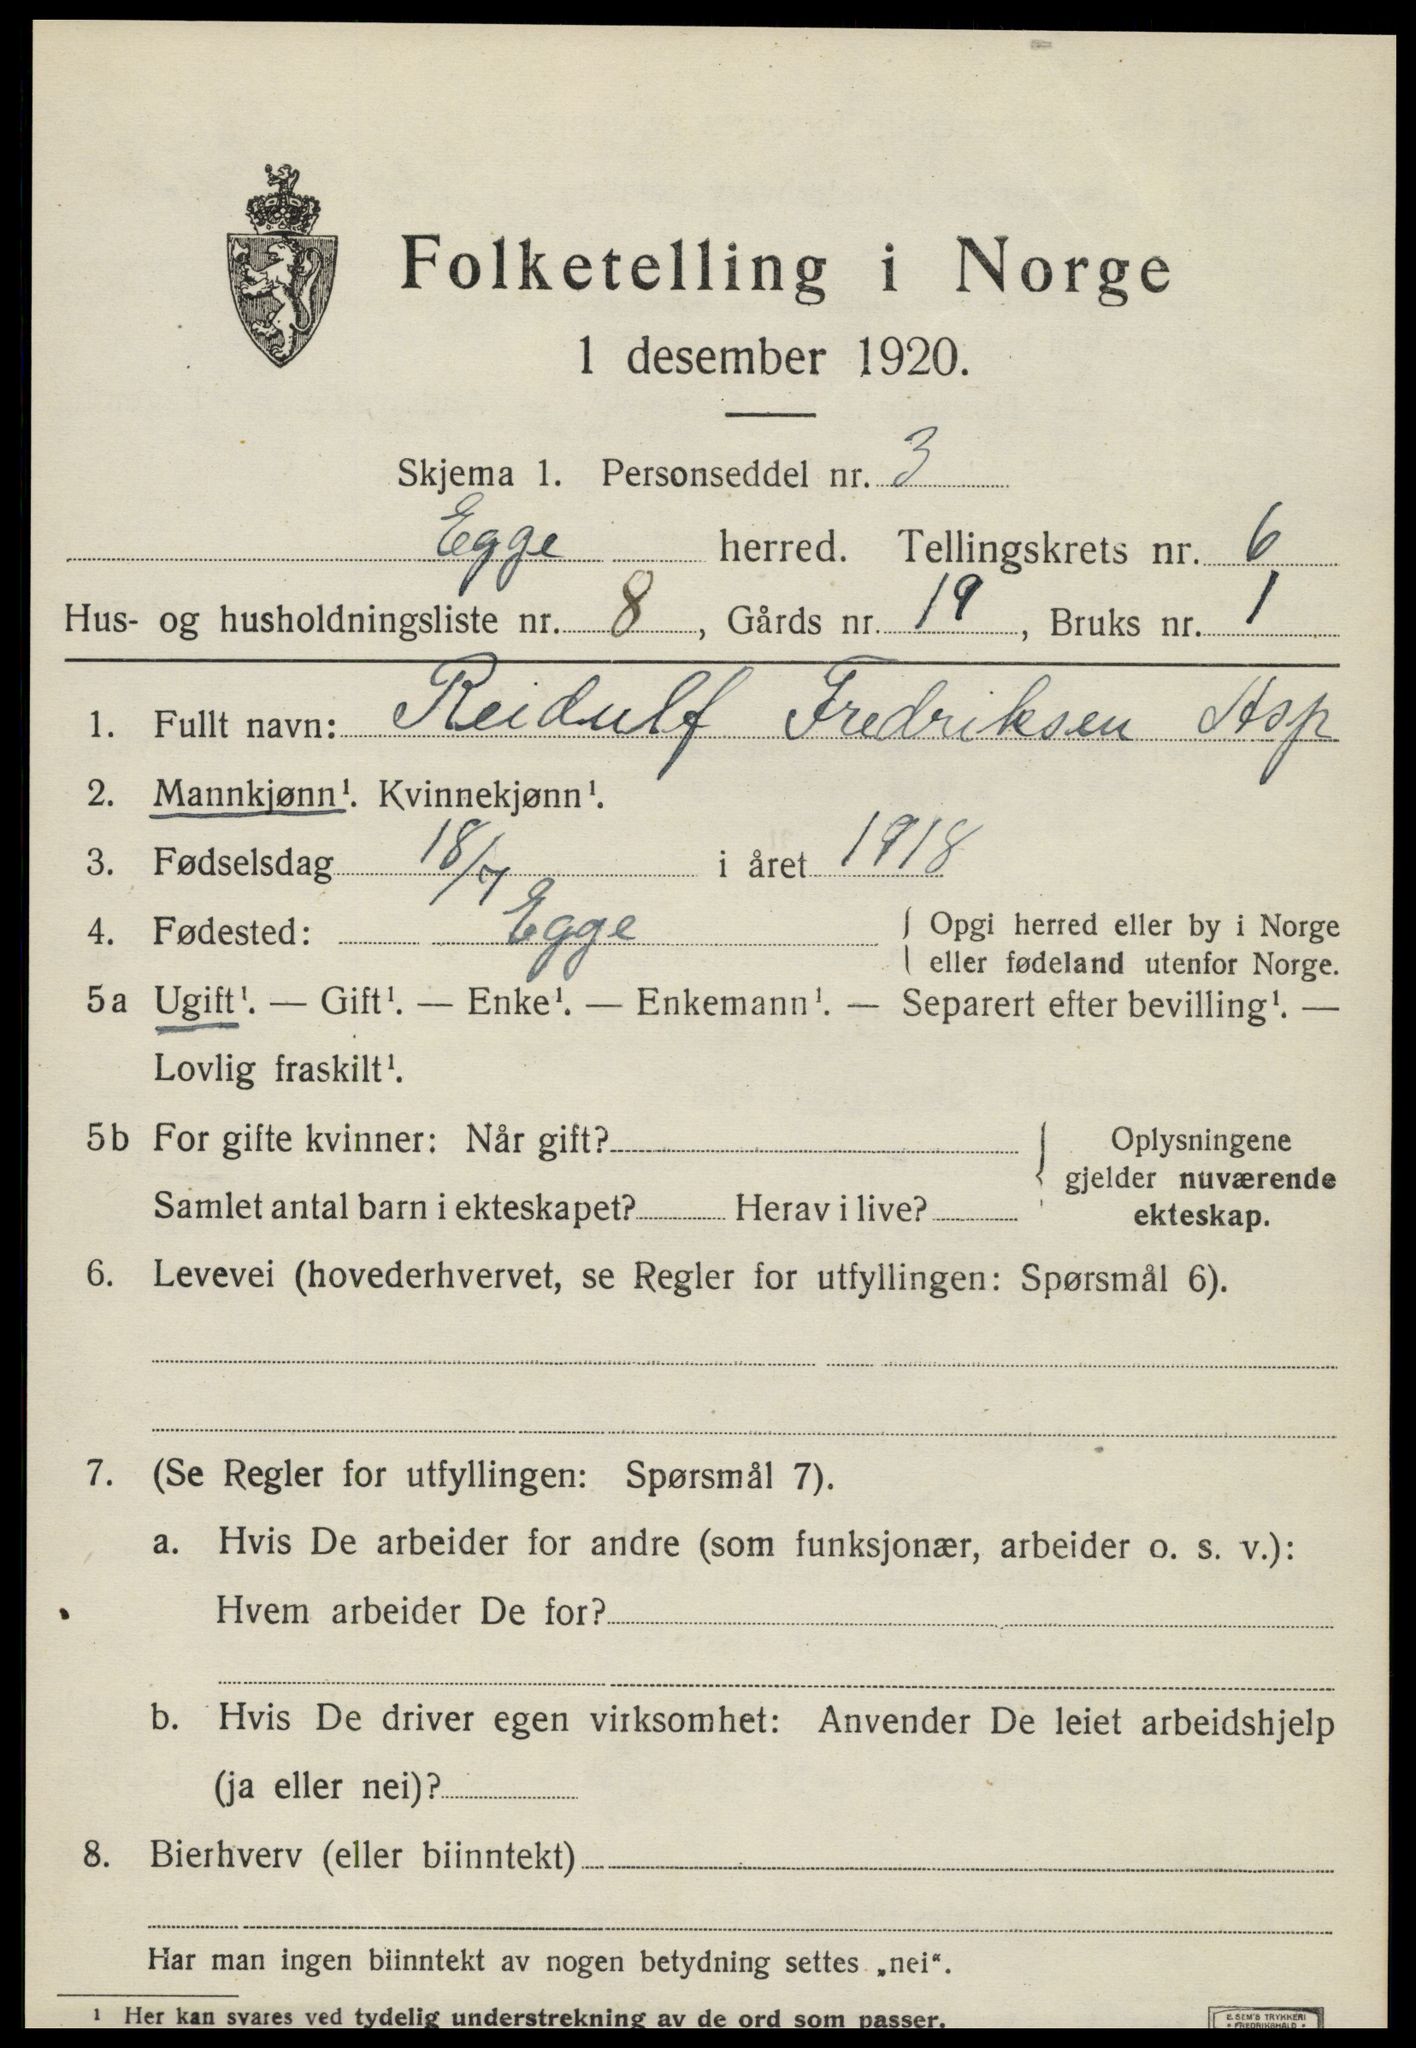 Folketelling i Norge
1 desember 1920.
Skjema 1. Personseddel nr. 3
Egge herred. Tellingskrets nr. 6
Hus- og husholdningsliste nr. 8, Gårds nr. 19, Bruks nr. 1
1. Fullt navn: Reidulf Fredriksen Asp
2. Mannkjønn¹. Kvinnekjønn¹.
3. Fødselsdag 18/7 i året 1918
4. Fødested: Egge { Opgi herred eller by i Norge
eller fødeland utenfor Norge.
5a Ugift¹. — Gift¹. — Enke¹. — Enkemann¹. — Separert efter bevilling¹. —
Lovlig fraskilt¹.
5b For gifte kvinner: Når gift? { Oplysningene
gjelder nuværende
Samlet antal barn i ekteskapet? Herav i live? ekteskap.
6. Levevei (hovederhvervet, se Regler for utfyllingen: Spørsmål 6).
7. (Se Regler for utfyllingen: Spørsmål 7).
a. Hvis De arbeider for andre (som funksjonær, arbeider o. s. v.):
Hvem arbeider De for?
b. Hvis De driver egen virksomhet: Anvender De leiet arbeidshjelp
(ja eller nei)?
8. Bierhverv (eller biinntekt)
Har man ingen biinntekt av nogen betydning settes „nei“.
¹ Her kan svares ved tydelig understrekning av de ord som passer.
E. SEM'S TRYKKERI
• FREDRIKSHALD •